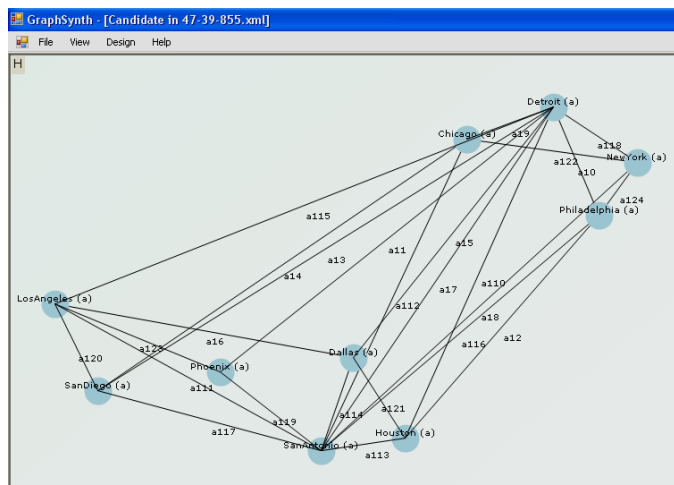 GraphSynth - [Candidate in 47-39-855.xml]
File View Design Help
H
Detroit (a)
Chicago (a)
a19
a118
NewYork (a)
a122
a10
a124
Philadelphia (a)
a115
a15
a11
a13
a14
a110
LosAngeles (a)
a17
a112
a18
a12
a16
a116
a123
Dallas (a)
a120
Phoenix (a)
SanDiego (a)
a111
a121
a114
a119
a117
Houston (a)
SanAntonio (a)
a113